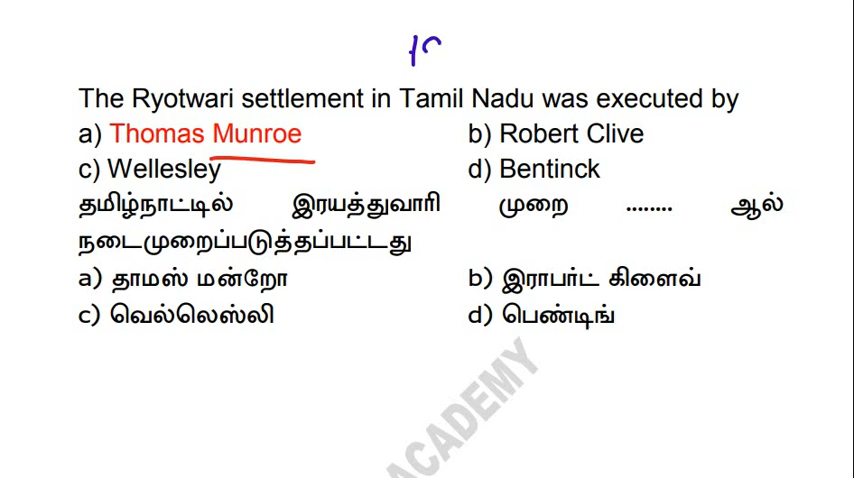 The Ryotwari settlement in Tamil Nadu was executed by
a) Thomas Munroe b) Robert Clive
c) Wellesley d) Bentinck
தமிழ்நாட்டில் இரயத்துவாரி முறை ........ ஆல்
நடைமுறைப்படுத்தப்பட்டது
a) தாமஸ் மன்றோ b) இராபர்ட் கிளைவ்
c) வெல்லெஸ்லி d) பெண்டிங்
ACADEMY